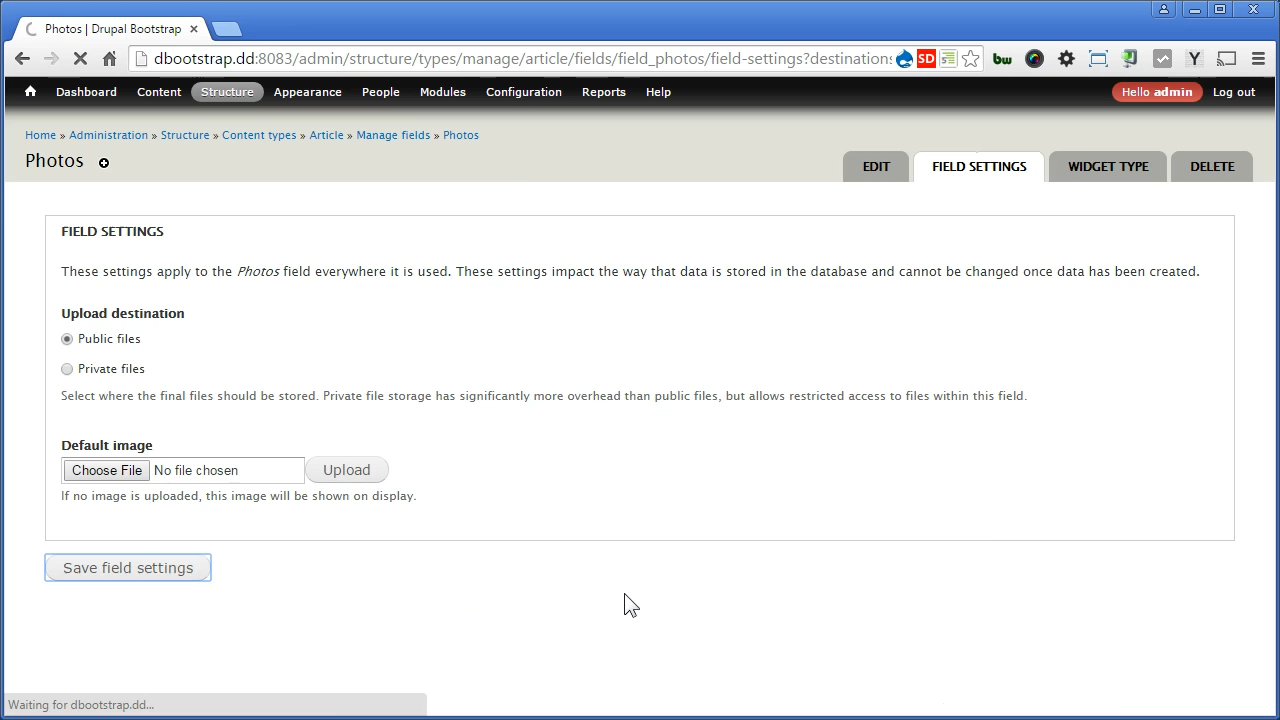 Photos | Drupal Bootstrap
dbootstrap.dd:8083/admin/structure/types/manage/article/fields/field_photos/field-settings?destinations
SD
bw
Y
Dashboard Content Structure Appearance People Modules Configuration Reports Help Hello admin Log out
Home » Administration » Structure » Content types » Article » Manage fields » Photos
Photos
EDIT FIELD SETTINGS WIDGET TYPE DELETE
FIELD SETTINGS
These settings apply to the Photos field everywhere it is used. These settings impact the way that data is stored in the database and cannot be changed once data has been created.
Upload destination
Public files
Private files
Select where the final files should be stored. Private file storage has significantly more overhead than public files, but allows restricted access to files within this field.
Default image
Choose File No file chosen Upload
If no image is uploaded, this image will be shown on display.
Save field settings
Waiting for dbootstrap.dd...